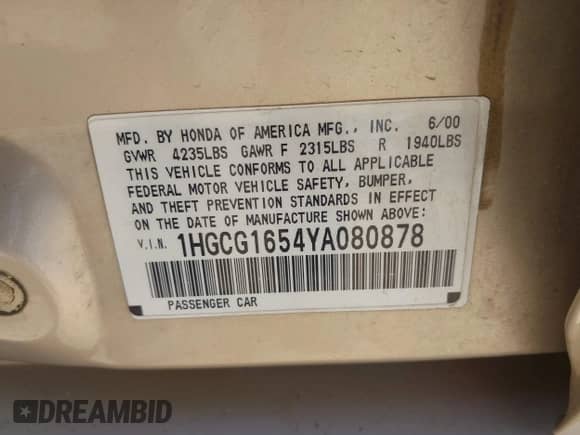 MFD. BY HONDA OF AMERICA MFG., INC. 6/00
GVWR 4235LBS GAWR F 2315LBS R 1940LBS
THIS VEHICLE CONFORMS TO ALL APPLICABLE
FEDERAL MOTOR VEHICLE SAFETY, BUMPER,
AND THEFT PREVENTION STANDARDS IN EFFECT
ON THE DATE OF MANUFACTURE SHOWN ABOVE:
V.I.N. 1HGCG1654YA080878
PASSENGER CAR
DREAMBID